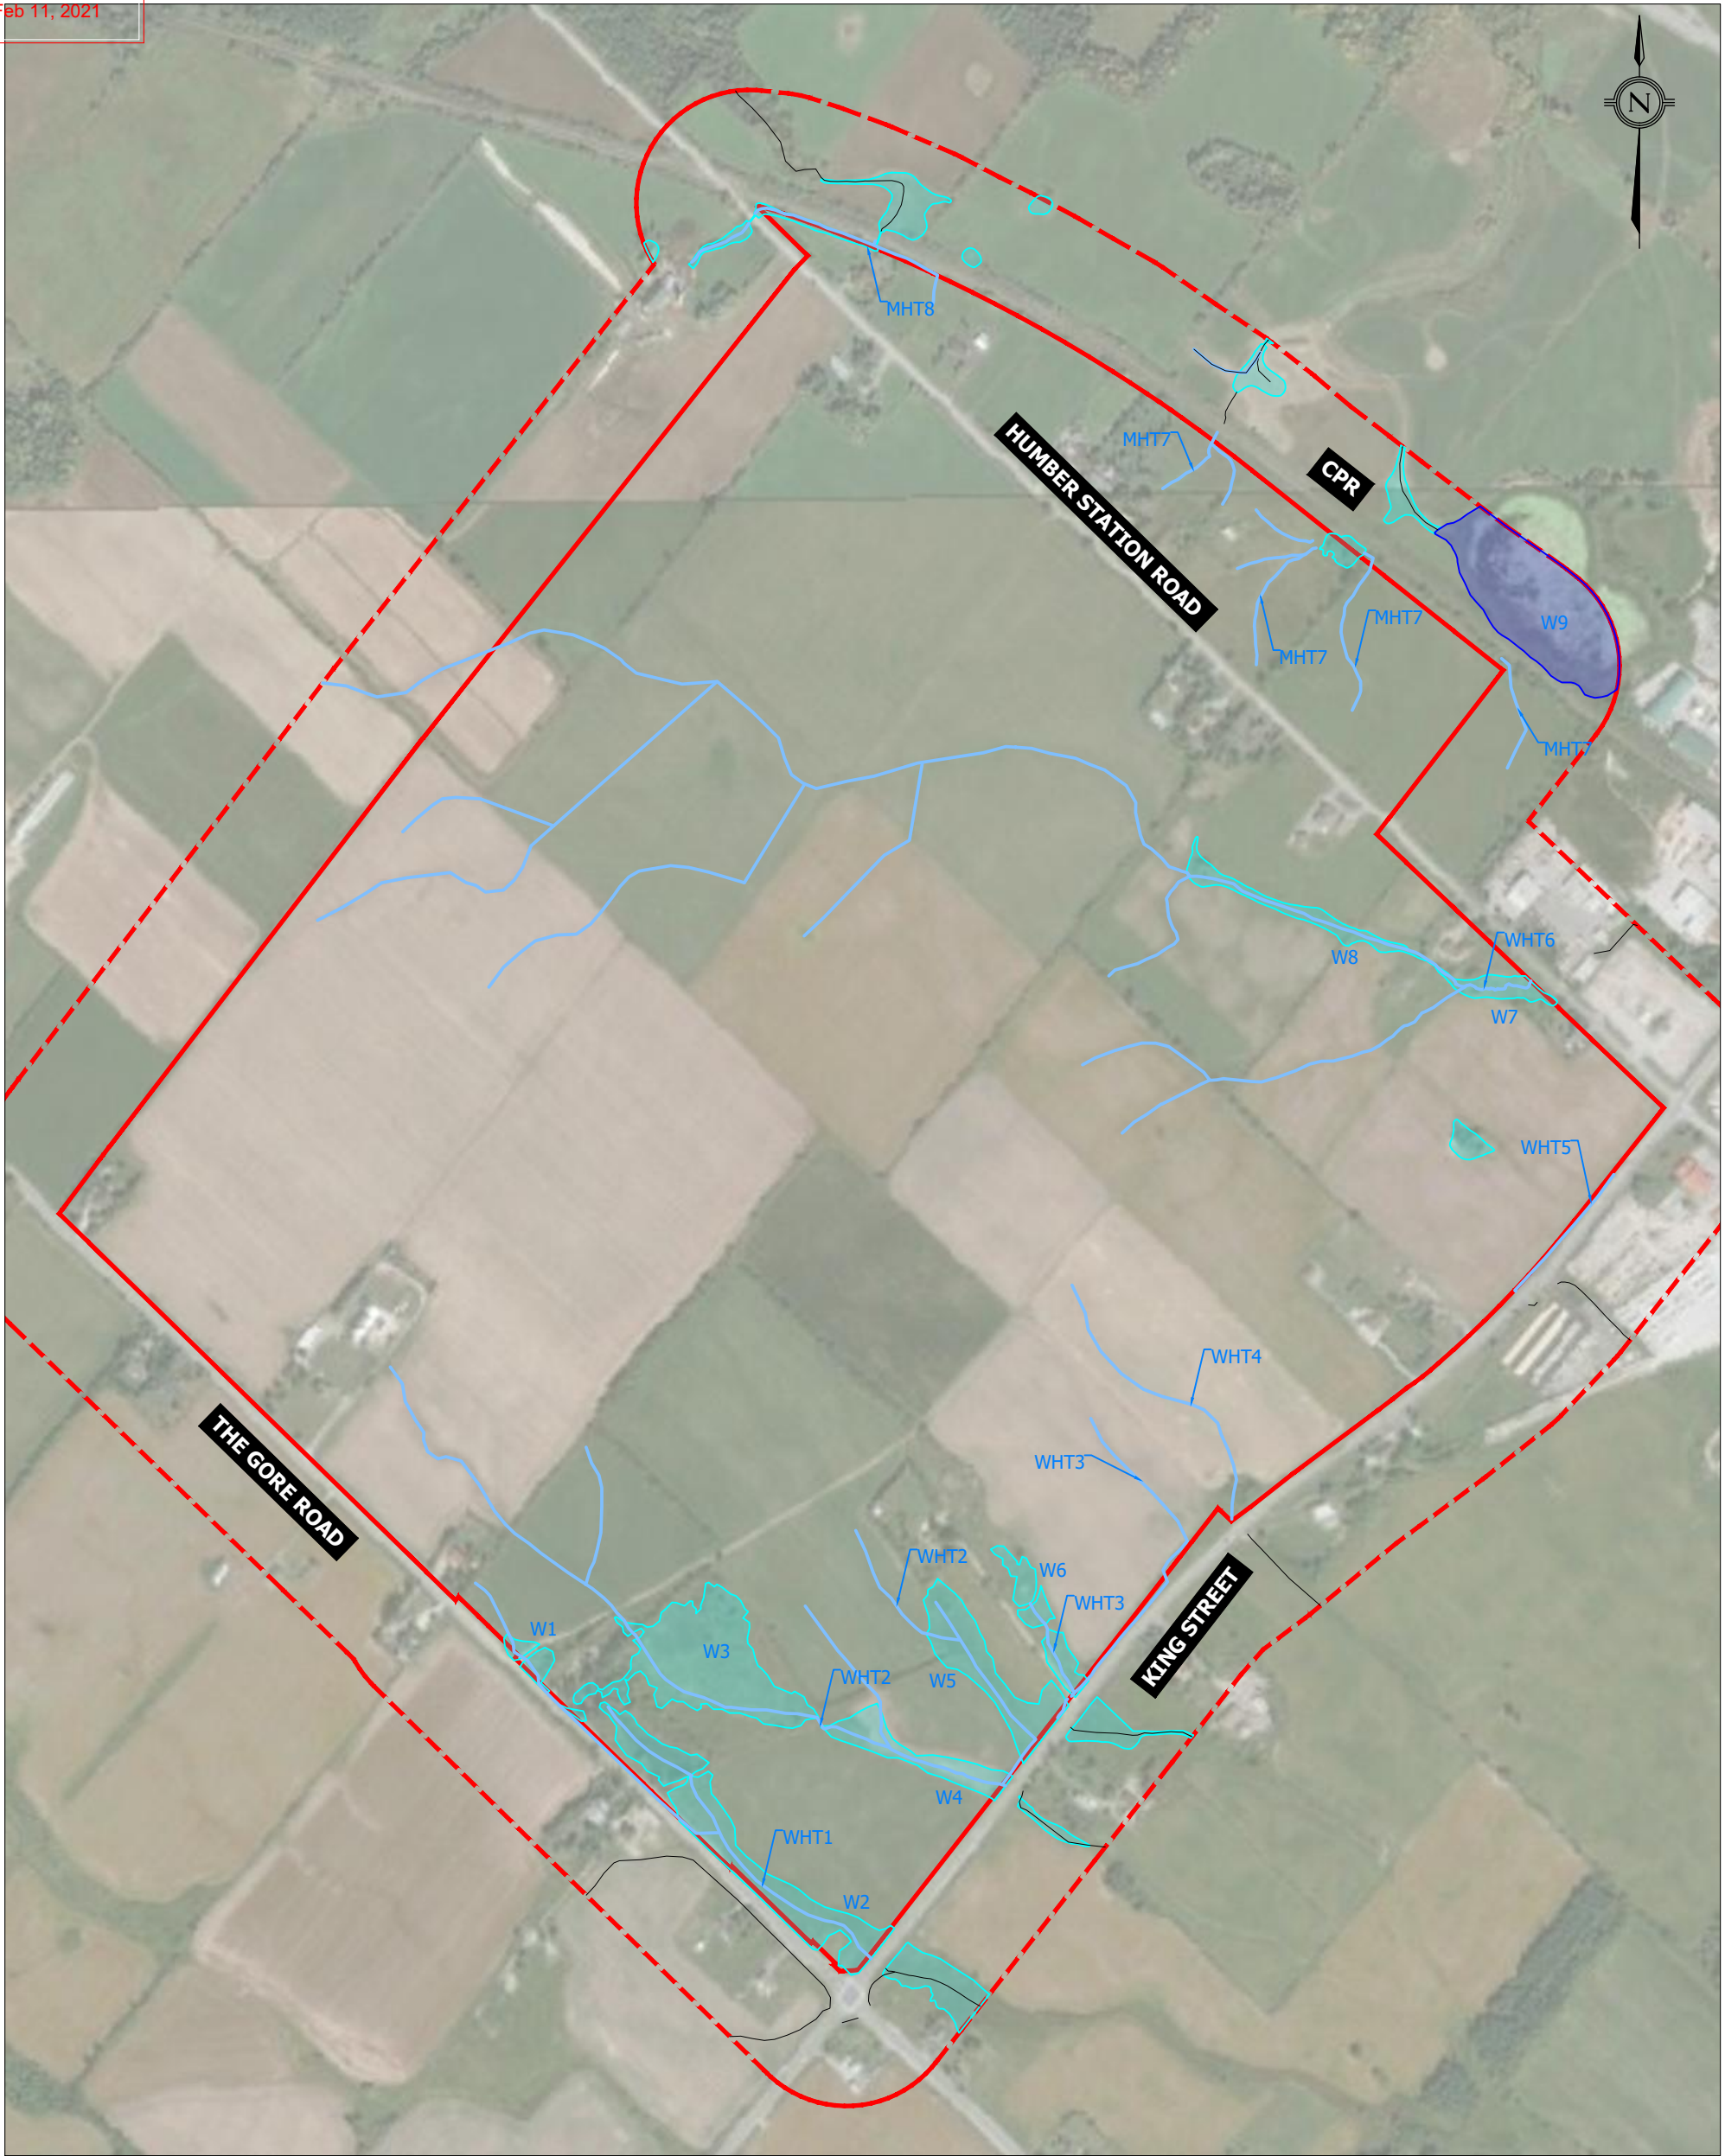 Feb 11, 2021
N
MHT8
HUMBER STATION ROAD
MHT7
CPR
W9
MHT7
MHT7
MHT7
WHT6
W8
W7
WHT5
WHT4
WHT3
THE GORE ROAD
WHT2
W6
WHT3
KING STREET
W1
W3
WHT2
W5
W4
WHT1
W2